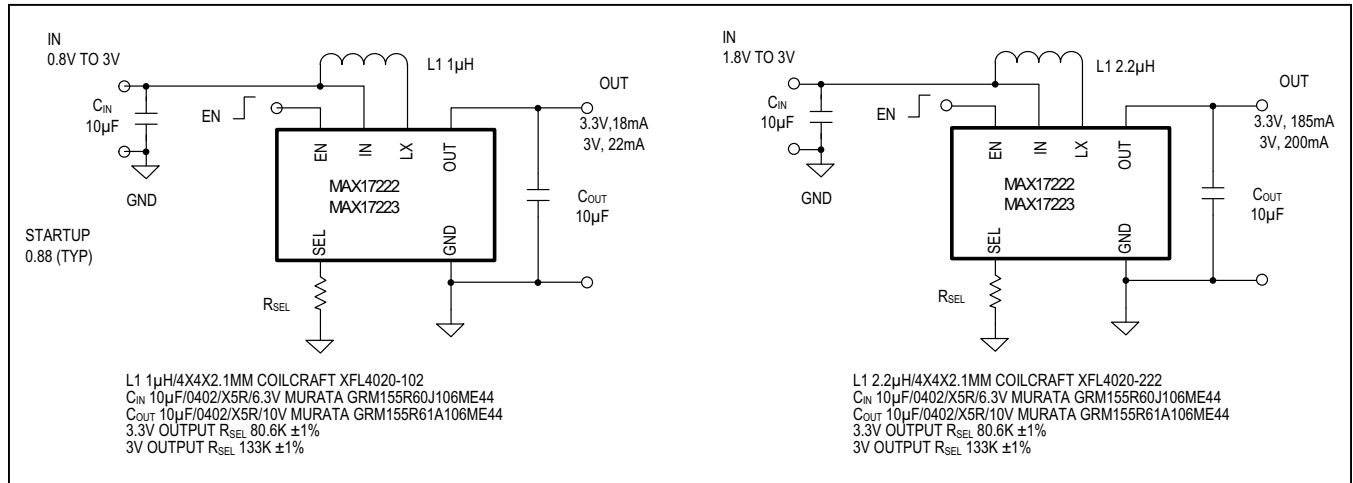 IN
0.8V TO 3V
L1 1µH
OUT
CIN
10µF
EN
3.3V,18mA
3V, 22mA
EN
IN
LX
OUT
MAX17222
MAX17223
COUT
10µF
GND
STARTUP
0.88 (TYP)
SEL
GND
RSEL
L1 1µH/4X4X2.1MM COILCRAFT XFL4020-102
CIN 10µF/0402/X5R/6.3V MURATA GRM155R60J106ME44
COUT 10µF/0402/X5R/10V MURATA GRM155R61A106ME44
3.3V OUTPUT RSEL 80.6K ±1%
3V OUTPUT RSEL 133K ±1%
IN
1.8V TO 3V
L1 2.2µH
OUT
CIN
10µF
EN
3.3V, 185mA
3V, 200mA
EN
IN
LX
OUT
MAX17222
MAX17223
COUT
10µF
GND
SEL
GND
RSEL
L1 2.2µH/4X4X2.1MM COILCRAFT XFL4020-222
CIN 10µF/0402/X5R/6.3V MURATA GRM155R60J106ME44
COUT 10µF/0402/X5R/10V MURATA GRM155R61A106ME44
3.3V OUTPUT RSEL 80.6K ±1%
3V OUTPUT RSEL 133K ±1%